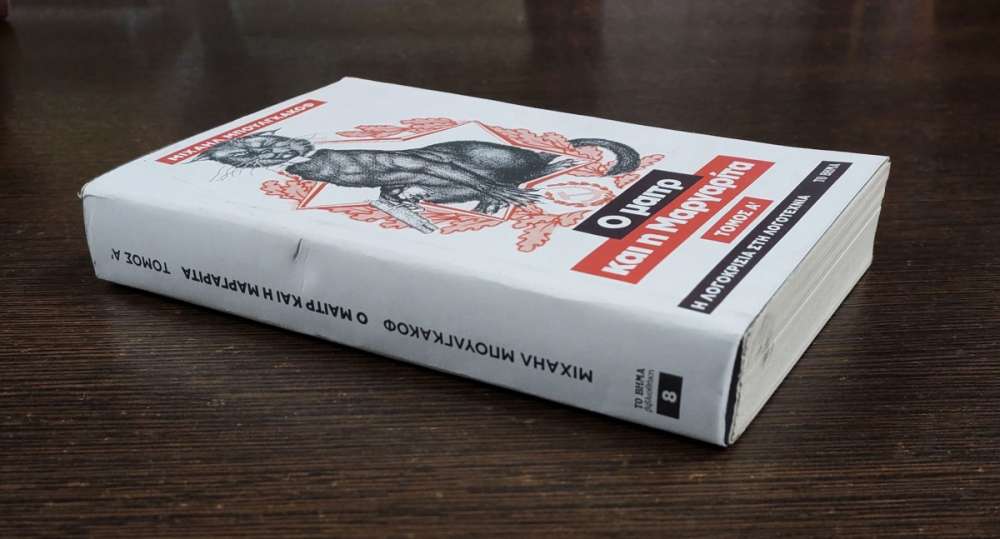 ΜΙΧΑΗΛ ΜΠΟΥΛΓΚΑΚΟΦ
Ο μαιτρ
και η Μαργαρίτα
ΤΟΜΟΣ Α'
Η ΛΟΓΟΚΡΙΣΙΑ ΣΤΗ ΛΟΓΟΤΕΧΝΙΑ ΤΟ ΒΗΜΑ
ΜΙΧΑΗΛ ΜΠΟΥΛΓΚΑΚΟΦ Ο ΜΑΙΤΡ ΚΑΙ Η ΜΑΡΓΑΡΙΤΑ ΤΟΜΟΣ Α'
ΤΟ ΒΗΜΑ
βιβλιοθήκη
8